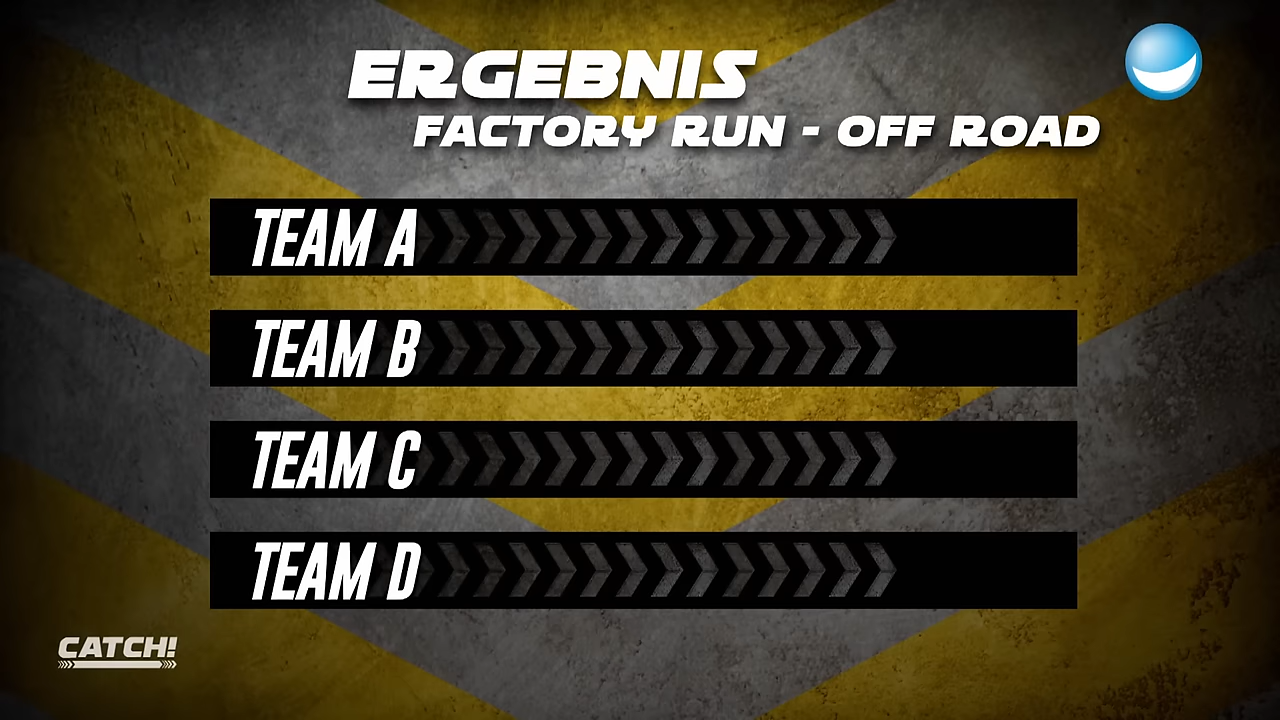 ERGEBNIS
FACTORY RUN - OFF ROAD
TEAM A
TEAM B
TEAM C
TEAM D
CATCH!